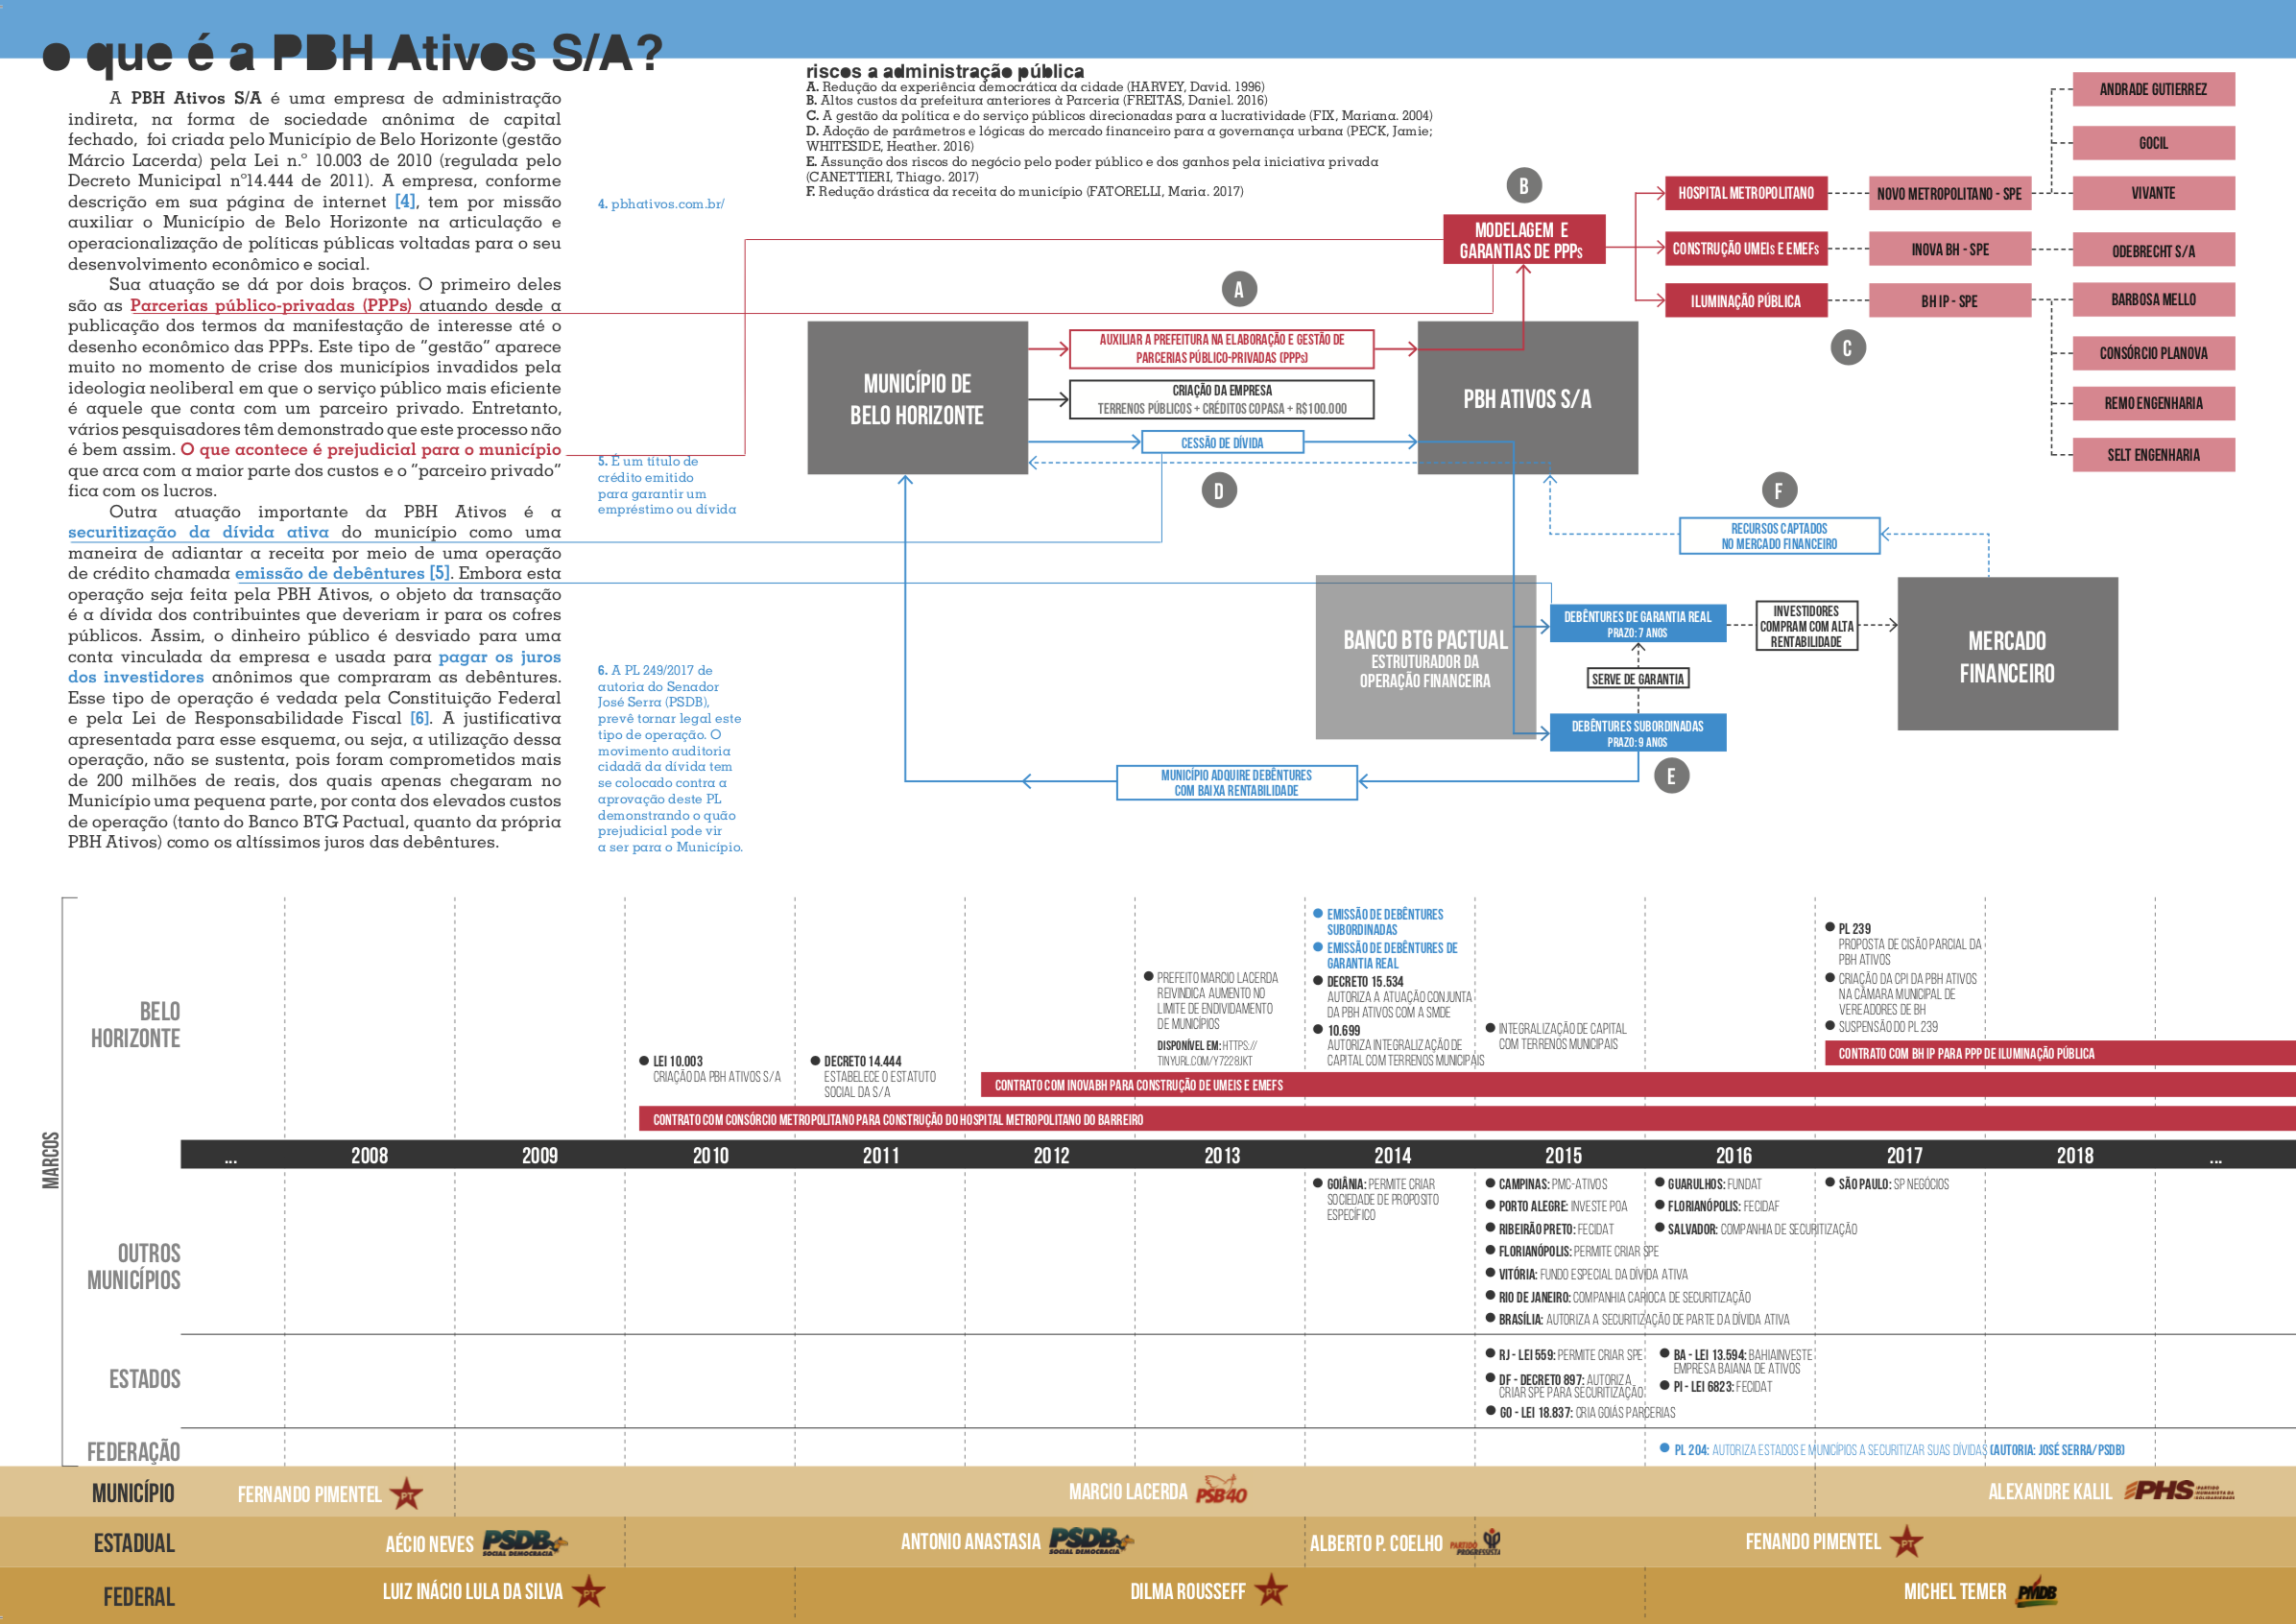 o que é a PBH Ativos S/A?
A PBH Ativos S/A é uma empresa de administração
indireta, na forma de sociedade anônima de capital
fechado, foi criada pelo Município de Belo Horizonte (gestão
Márcio Lacerda) pela Lei n.º 10.003 de 2010 (regulada pelo
Decreto Municipal nº14.444 de 2011). A empresa, conforme
descrição em sua página de internet [4], tem por missão
auxiliar o Município de Belo Horizonte na articulação e
operacionalização de políticas públicas voltadas para o seu
desenvolvimento econômico e social.
Sua atuação se dá por dois braços. O primeiro deles
são as Parcerias público-privadas (PPPs) atuando desde a
publicação dos termos da manifestação de interesse até o
desenho econômico das PPPs. Este tipo de "gestão" aparece
muito no momento de crise dos municípios invadidos pela
ideologia neoliberal em que o serviço público mais eficiente
é aquele que conta com um parceiro privado. Entretanto,
vários pesquisadores têm demonstrado que este processo não
é bem assim. O que acontece é prejudicial para o município
que arca com a maior parte dos custos e o "parceiro privado"
fica com os lucros.
Outra atuação importante da PBH Ativos é a
securitização da dívida ativa do município como uma
maneira de adiantar a receita por meio de uma operação
de crédito chamada emissão de debêntures [5]. Embora esta
operação seja feita pela PBH Ativos, o objeto da transação
é a dívida dos contribuintes que deveriam ir para os cofres
públicos. Assim, o dinheiro público é desviado para uma
conta vinculada da empresa e usada para pagar os juros
dos investidores anônimos que compraram as debêntures.
Esse tipo de operação é vedada pela Constituição Federal
e pela Lei de Responsabilidade Fiscal [6]. A justificativa
apresentada para esse esquema, ou seja, a utilização dessa
operação, não se sustenta, pois foram comprometidos mais
de 200 milhões de reais, dos quais apenas chegaram no
Município uma pequena parte, por conta dos elevados custos
de operação (tanto do Banco BTG Pactual, quanto da própria
PBH Ativos) como os altíssimos juros das debêntures.
4. pbhativos.com.br/
5. É um título de
crédito emitido
para garantir um
empréstimo ou dívida
6. A PL 249/2017 de
autoria do Senador
José Serra (PSDB),
prevê tornar legal este
tipo de operação. O
movimento auditoria
cidadã da dívida tem
se colocado contra a
aprovação deste PL
demonstrando o quão
prejudicial pode vir
a ser para o Município.
riscos a administração pública
A. Redução da experiência democrática da cidade (HARVEY, David. 1996)
B. Altos custos da prefeitura anteriores à Parceria (FREITAS, Daniel. 2016)
C. A gestão da política e do serviço públicos direcionadas para a lucratividade (FIX, Mariana. 2004)
D. Adoção de parâmetros e lógicas do mercado financeiro para a governança urbana (PECK, Jamie;
WHITESIDE, Heather. 2016)
E. Assunção dos riscos do negócio pelo poder público e dos ganhos pela iniciativa privada
(CANETTIERI, Thiago. 2017)
F. Redução drástica da receita do município (FATORELLI, Maria. 2017)
B
MODELAGEM E
GARANTIAS DE PPPs
HOSPITAL METROPOLITANO
NOVO METROPOLITANO - SPE
CONSTRUÇÃO UMEIs E EMEFs
INOVA BH - SPE
ILUMINAÇÃO PÚBLICA
BH IP - SPE
ANDRADE GUTIERREZ
GOCIL
VIVANTE
ODEBRECHT S/A
BARBOSA MELLO
CONSÓRCIO PLANOVA
REMO ENGENHARIA
SELT ENGENHARIA
A
C
MUNICÍPIO DE
BELO HORIZONTE
AUXILIAR A PREFEITURA NA ELABORAÇÃO E GESTÃO DE
PARCERIAS PÚBLICO-PRIVADAS (PPPs)
CRIAÇÃO DA EMPRESA
TERRENOS PÚBLICOS + CRÉDITOS COPASA + R$100.000
CESSÃO DE DÍVIDA
PBH ATIVOS S/A
D
F
RECURSOS CAPTADOS
NO MERCADO FINANCEIRO
BANCO BTG PACTUAL
ESTRUTURADOR DA
OPERAÇÃO FINANCEIRA
DEBÊNTURES DE GARANTIA REAL
PRAZO: 7 ANOS
INVESTIDORES
COMPRAM COM ALTA
RENTABILIDADE
MERCADO
FINANCEIRO
SERVE DE GARANTIA
DEBÊNTURES SUBORDINADAS
PRAZO: 9 ANOS
E
MUNICÍPIO ADQUIRE DEBÊNTURES
COM BAIXA RENTABILIDADE
MARCOS
BELO
HORIZONTE
LEI 10.003
CRIAÇÃO DA PBH ATIVOS S/A
DECRETO 14.444
ESTABELECE O ESTATUTO
SOCIAL DA S/A
PREFEITO MARCIO LACERDA
REIVINDICA AUMENTO NO
LIMITE DE ENDIVIDAMENTO
DE MUNICÍPIOS
DISPONÍVEL EM: HTTPS://
TINYURL.COM/Y7228JKT
EMISSÃO DE DEBÊNTURES
SUBORDINADAS
EMISSÃO DE DEBÊNTURES DE
GARANTIA REAL
DECRETO 15.534
AUTORIZA A ATUAÇÃO CONJUNTA
DA PBH ATIVOS COM A SMDE
10.699
AUTORIZA INTEGRALIZAÇÃO DE
CAPITAL COM TERRENOS MUNICIPAIS
INTEGRALIZAÇÃO DE CAPITAL
COM TERRENOS MUNICIPAIS
PL 239
PROPOSTA DE CISÃO PARCIAL DA
PBH ATIVOS
CRIAÇÃO DA CPI DA PBH ATIVOS
NA CÂMARA MUNICIPAL DE
VEREADORES DE BH
SUSPENSÃO DO PL 239
CONTRATO COM BH IP PARA PPP DE ILUMINAÇÃO PÚBLICA
CONTRATO COM INOVABH PARA CONSTRUÇÃO DE UMEIS E EMEFS
CONTRATO COM CONSÓRCIO METROPOLITANO PARA CONSTRUÇÃO DO HOSPITAL METROPOLITANO DO BARREIRO
... 2008 2009 2010 2011 2012 2013 2014 2015 2016 2017 2018 ...
OUTROS
MUNICÍPIOS
GOIÂNIA: PERMITE CRIAR
SOCIEDADE DE PROPOSITO
ESPECÍFICO
CAMPINAS: PMC-ATIVOS
PORTO ALEGRE: INVESTE POA
RIBEIRÃO PRETO: FECIDAT
FLORIANÓPOLIS: PERMITE CRIAR SPE
VITÓRIA: FUNDO ESPECIAL DA DÍVIDA ATIVA
RIO DE JANEIRO: COMPANHIA CARIOCA DE SECURITIZAÇÃO
BRASÍLIA: AUTORIZA A SECURITIZAÇÃO DE PARTE DA DÍVIDA ATIVA
GUARULHOS: FUNDAT
FLORIANÓPOLIS: FECIDAF
SALVADOR: COMPANHIA DE SECURITIZAÇÃO
SÃO PAULO: SP NEGÓCIOS
ESTADOS
RJ - LEI 559: PERMITE CRIAR SPE
DF - DECRETO 897: AUTORIZA
CRIAR SPE PARA SECURITIZAÇÃO
GO - LEI 18.837: CRIA GOIÁS PARCERIAS
BA - LEI 13.594: BAHIAINVESTE
EMPRESA BAIANA DE ATIVOS
PI - LEI 6823: FECIDAT
FEDERAÇÃO
PL 204: AUTORIZA ESTADOS E MUNICÍPIOS A SECURITIZAR SUAS DÍVIDAS (AUTORIA: JOSÉ SERRA/PSDB)
MUNICÍPIO
FERNANDO PIMENTEL PT
MARCIO LACERDA PSB40
ALEXANDRE KALIL PHS
ESTADUAL
AÉCIO NEVES PSDB
SOCIAL DEMOCRACIA
ANTONIO ANASTASIA PSDB
SOCIAL DEMOCRACIA
ALBERTO P. COELHO PARTIDO
PROGRESSISTA
FENANDO PIMENTEL PT
FEDERAL
LUIZ INÁCIO LULA DA SILVA PT
DILMA ROUSSEFF PT
MICHEL TEMER PMDB